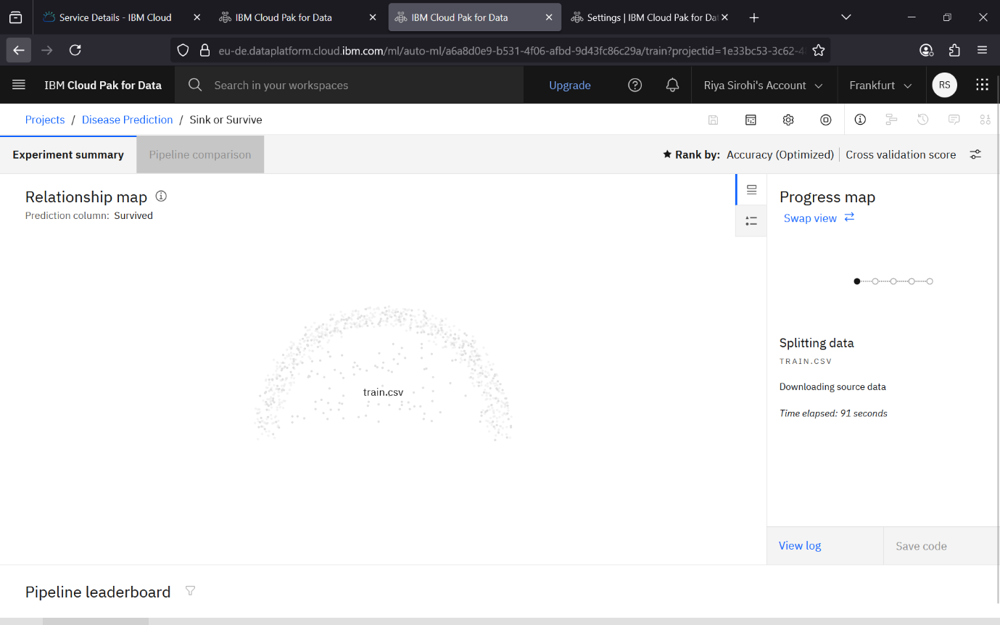 Service Details - IBM Cloud
IBM Cloud Pak for Data
IBM Cloud Pak for Data
Settings | IBM Cloud Pak for Dat
eu-de.dataplatform.cloud.ibm.com/ml/auto-ml/a6a8d0e9-b531-4f06-afbd-9d43fc86c29a/train?projectid=1e33bc53-3c62-4
IBM Cloud Pak for Data
Search in your workspaces
Upgrade
Riya Sirohi's Account
Frankfurt
RS
Projects / Disease Prediction / Sink or Survive
Experiment summary
Pipeline comparison
Rank by: Accuracy (Optimized) | Cross validation score
Relationship map
Prediction column: Survived
train.csv
Progress map
Swap view
Splitting data
TRAIN.CSV
Downloading source data
Time elapsed: 91 seconds
View log
Save code
Pipeline leaderboard